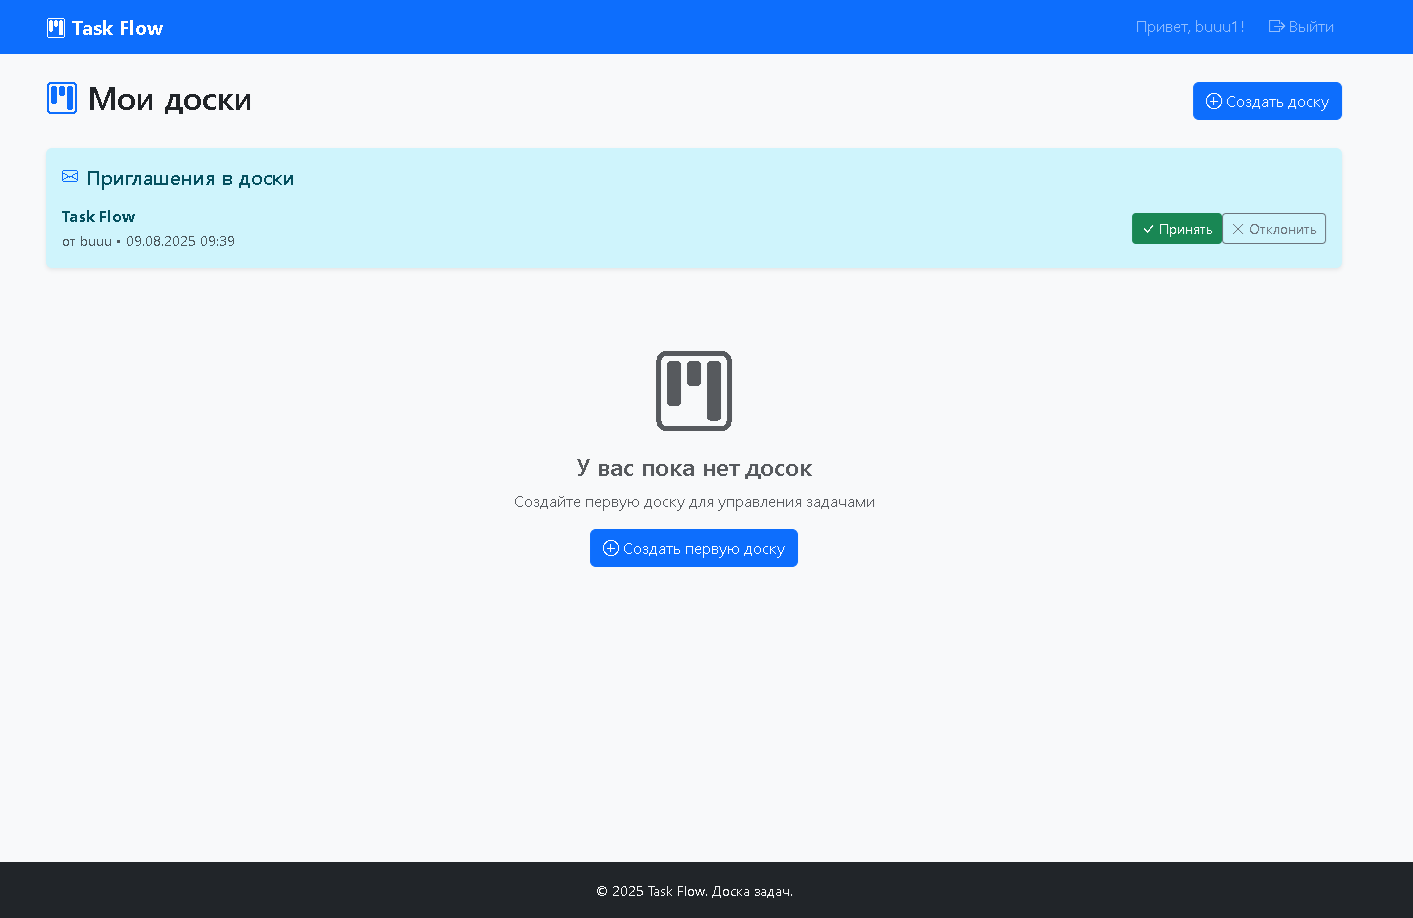 Task Flow
Привет, buuu1!
Выйти
Мои доски
Создать доску
Приглашения в доски
Task Flow
от buuu • 09.08.2025 09:39
Принять
Отклонить
У вас пока нет досок
Создайте первую доску для управления задачами
Создать первую доску
© 2025 Task Flow. Доска задач.